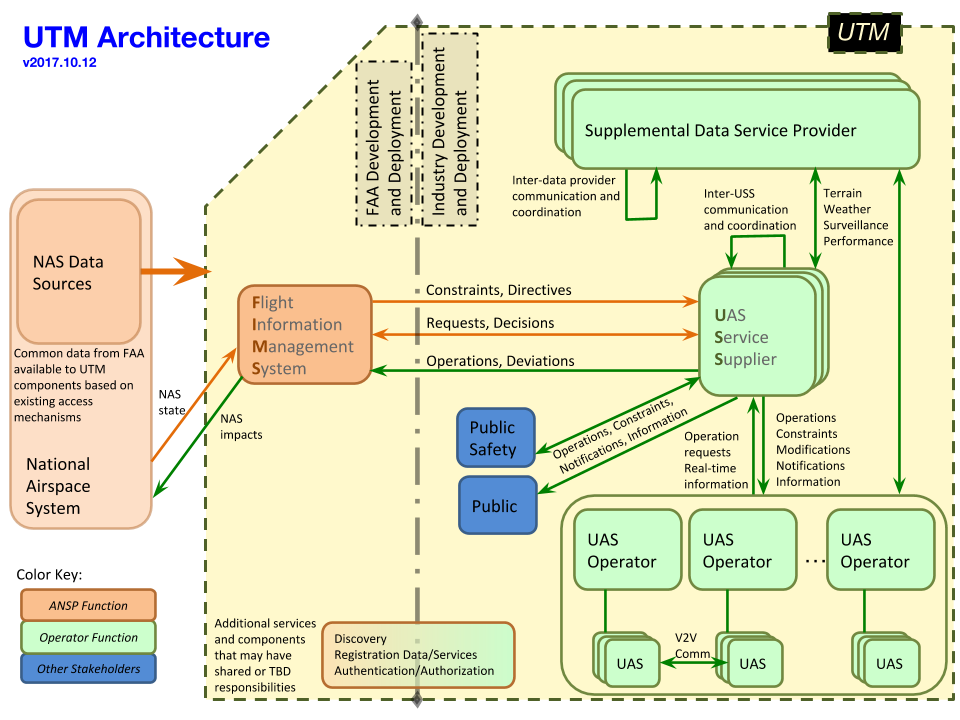 UTM Architecture
v2017.10.12
UTM
FAA Development
and Deployment
Industry Development
and Deployment
Supplemental Data Service Provider
Inter-data provider
communication and
coordination
Inter-USS
communication
and coordination
Terrain
Weather
Surveillance
Performance
NAS Data
Sources
Common data from FAA
available to UTM
components based on
existing access
mechanisms
National
Airspace
System
NAS
state
NAS
impacts
Flight
Information
Management
System
Constraints, Directives
Requests, Decisions
Operations, Deviations
UAS
Service
Supplier
Public
Safety
Public
Operations, Constraints,
Notifications, Information
Operation
requests
Real-time
information
Operations
Constraints
Modifications
Notifications
Information
UAS
Operator
UAS
Operator
...
UAS
Operator
UAS
V2V
Comm.
UAS
UAS
Color Key:
ANSP Function
Operator Function
Other Stakeholders
Additional services
and components
that may have
shared or TBD
responsibilities
Discovery
Registration Data/Services
Authentication/Authorization